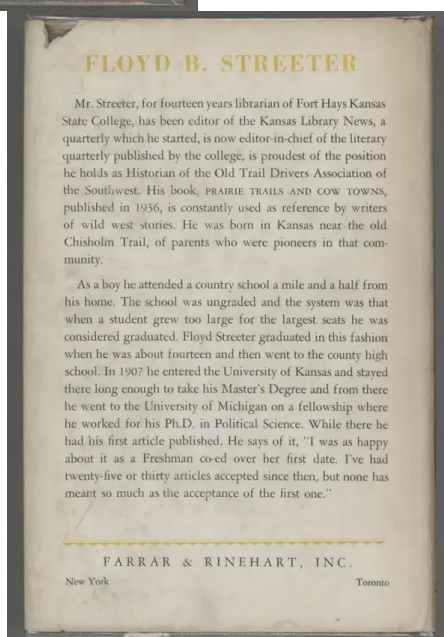 FLOYD B. STREETER
Mr. Streeter, for fourteen years librarian of Fort Hays Kansas
State College, has been editor of the Kansas Library News, a
quarterly which he started, is now editor-in-chief of the literary
quarterly published by the college, is proudest of the position
he holds as Historian of the Old Trail Drivers Association of
the Southwest. His book, PRAIRIE TRAILS AND COW TOWNS,
published in 1936, is constantly used as reference by writers
of wild west stories. He was born in Kansas near the old
Chisholm Trail, of parents who were pioneers in that com-
munity.
As a boy he attended a country school a mile and a half from
his home. The school was ungraded and the system was that
when a student grew too large for the largest seats he was
considered graduated. Floyd Streeter graduated in this fashion
when he was about fourteen and then went to the county high
school. In 1907 he entered the University of Kansas and stayed
there long enough to take his Master's Degree and from there
he went to the University of Michigan on a fellowship where
he worked for his Ph.D. in Political Science. While there he
had his first article published. He says of it, "I was as happy
about it as a Freshman co-ed over her first date. I've had
twenty-five or thirty articles accepted since then, but none has
meant so much as the acceptance of the first one."
FARRAR & RINEHART, INC.
New York Toronto